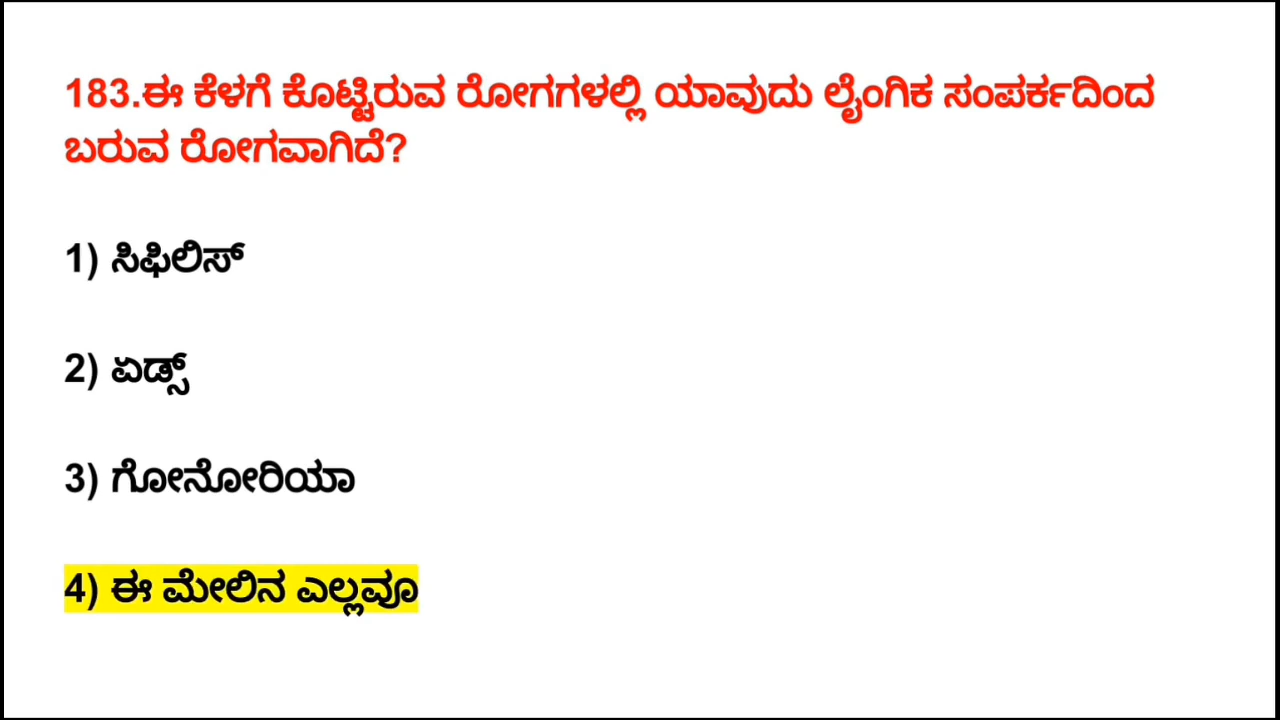 183.ಈ ಕೆಳಗೆ ಕೊಟ್ಟಿರುವ ರೋಗಗಳಲ್ಲಿ ಯಾವುದು ಲೈಂಗಿಕ ಸಂಪರ್ಕದಿಂದ
ಬರುವ ರೋಗವಾಗಿದೆ?
1) ಸಿಫಿಲಿಸ್
2) ಏಡ್ಸ್
3) ಗೋನೋರಿಯಾ
4) ಈ ಮೇಲಿನ ಎಲ್ಲವೂ